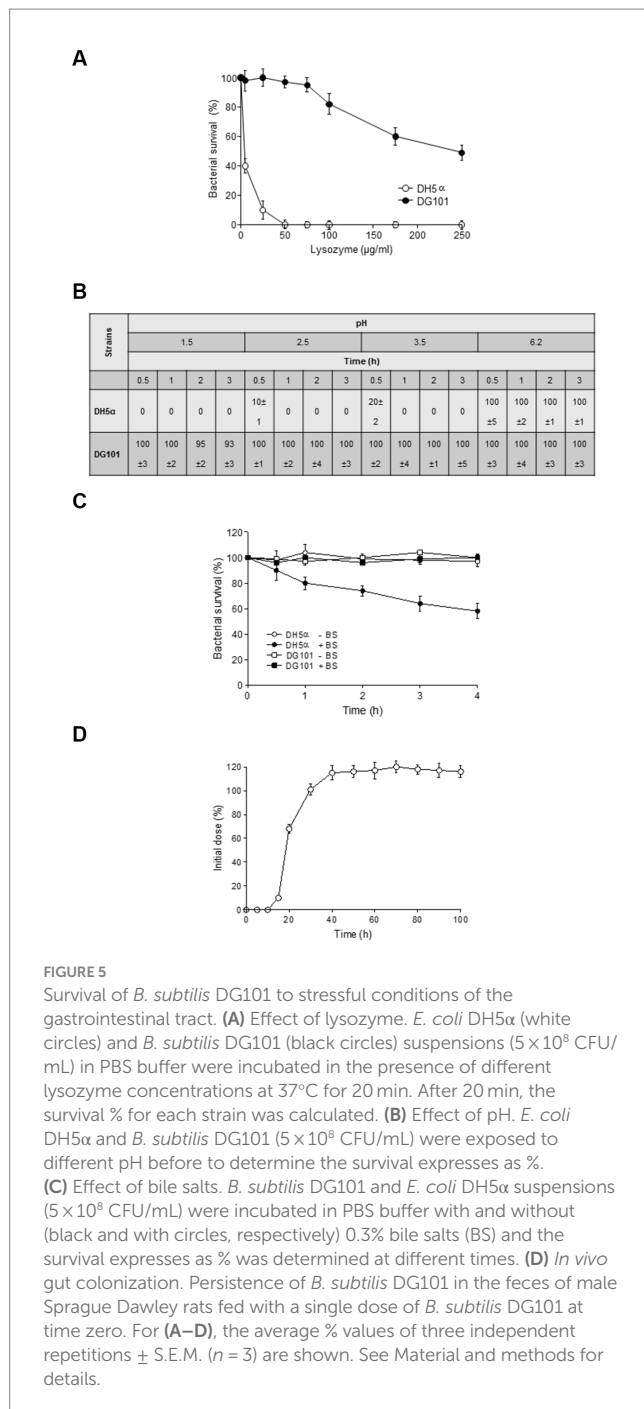 A
100
80
60
40
20
0
Bacterial survival (%)
DH5α
DG101
0 50 100 150 200 250
Lysozyme (µg/ml)
B
Strains
pH
1.5 2.5 3.5 6.2
Time (h)
0.5 1 2 3 0.5 1 2 3 0.5 1 2 3 0.5 1 2 3
DH5α 0 0 0 0 10±1 0 0 0 20±2 0 0 0 100±5 100±2 100±1 100±1
DG101 100±3 100±2 95±2 93±3 100±1 100±2 100±4 100±3 100±2 100±4 100±1 100±5 100±3 100±4 100±3 100±3
C
120
100
80
60
40
20
0
Bacterial survival (%)
DH5α - BS
DH5α + BS
DG101 - BS
DG101 + BS
0 1 2 3 4
Time (h)
D
120
100
80
60
40
20
0
Initial dose (%)
0 20 40 60 80 100
Time (h)
FIGURE 5
Survival of B. subtilis DG101 to stressful conditions of the
gastrointestinal tract. (A) Effect of lysozyme. E. coli DH5α (white
circles) and B. subtilis DG101 (black circles) suspensions (5 × 10⁸ CFU/
mL) in PBS buffer were incubated in the presence of different
lysozyme concentrations at 37°C for 20 min. After 20 min, the
survival % for each strain was calculated. (B) Effect of pH. E. coli
DH5α and B. subtilis DG101 (5 × 10⁸ CFU/mL) were exposed to
different pH before to determine the survival expresses as %.
(C) Effect of bile salts. B. subtilis DG101 and E. coli DH5α suspensions
(5 × 10⁸ CFU/mL) were incubated in PBS buffer with and without
(black and with circles, respectively) 0.3% bile salts (BS) and the
survival expresses as % was determined at different times. (D) In vivo
gut colonization. Persistence of B. subtilis DG101 in the feces of male
Sprague Dawley rats fed with a single dose of B. subtilis DG101 at
time zero. For (A–D), the average % values of three independent
repetitions ± S.E.M. (n = 3) are shown. See Material and methods for
details.